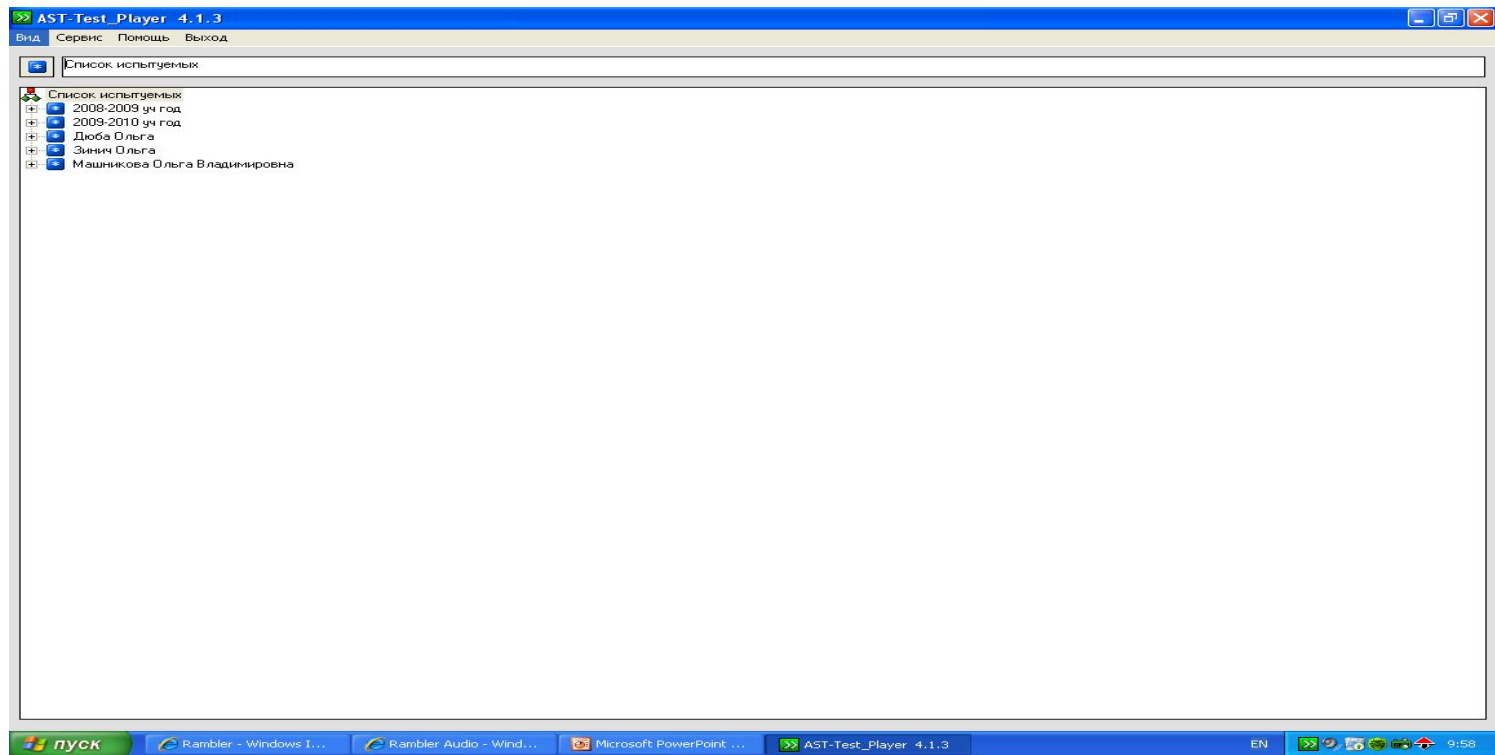 AST-Test_Player 4.1.3
Вид Сервис Помощь Выход
Список испытуемых
Список испытуемых
2008-2009 уч год
2009-2010 уч год
Дюба Ольга
Зинич Ольга
Машникова Ольга Владимировна
пуск Rambler - Windows I... Rambler Audio - Wind... Microsoft PowerPoint ... AST-Test_Player 4.1.3 EN 9:58